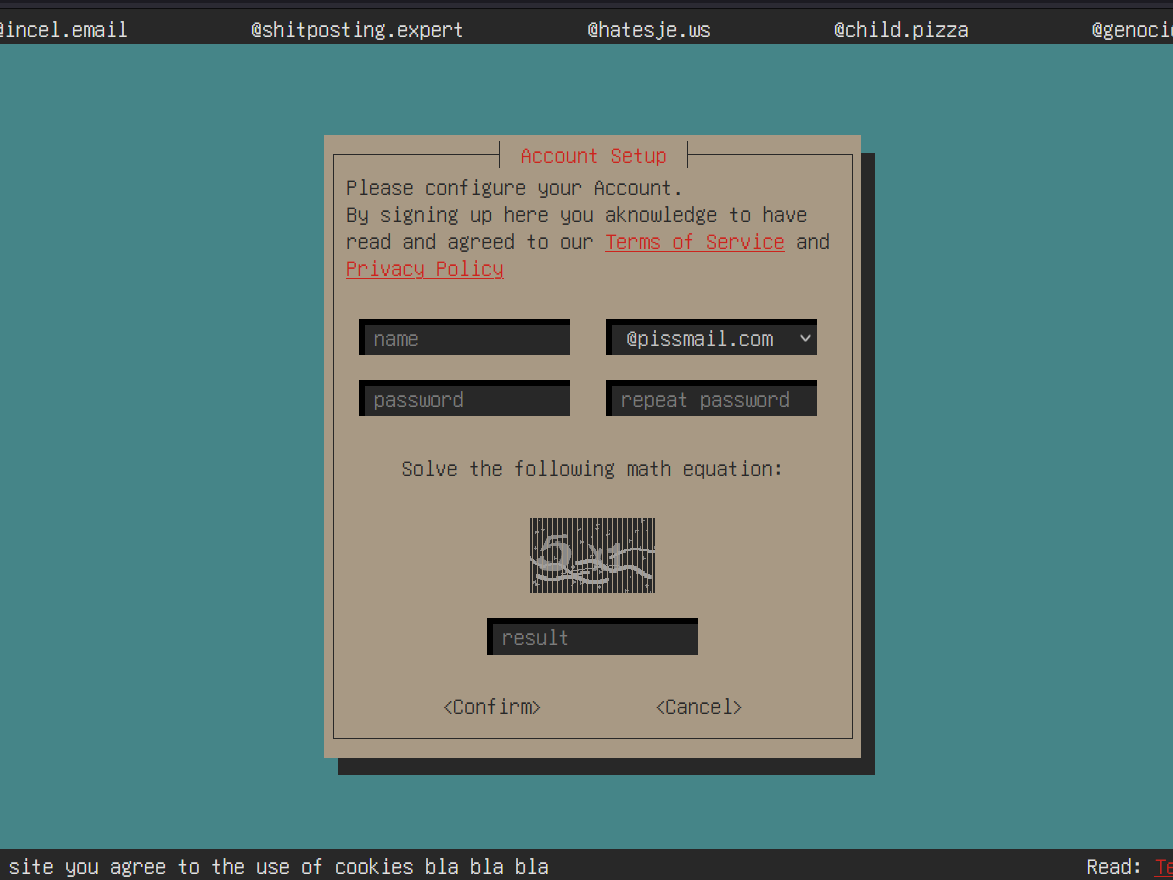 @shitposting.expert
@hatesje.ws
@child.pizza
Account Setup
Please configure your Account.
By signing up here you aknowledge to have
read and agreed to our Terms of Service and
Privacy Policy
name
@pissmail.com
password
repeat password
Solve the following math equation:
result
<Confirm>
<Cancel>
site you agree to the use of cookies bla bla bla
Read: